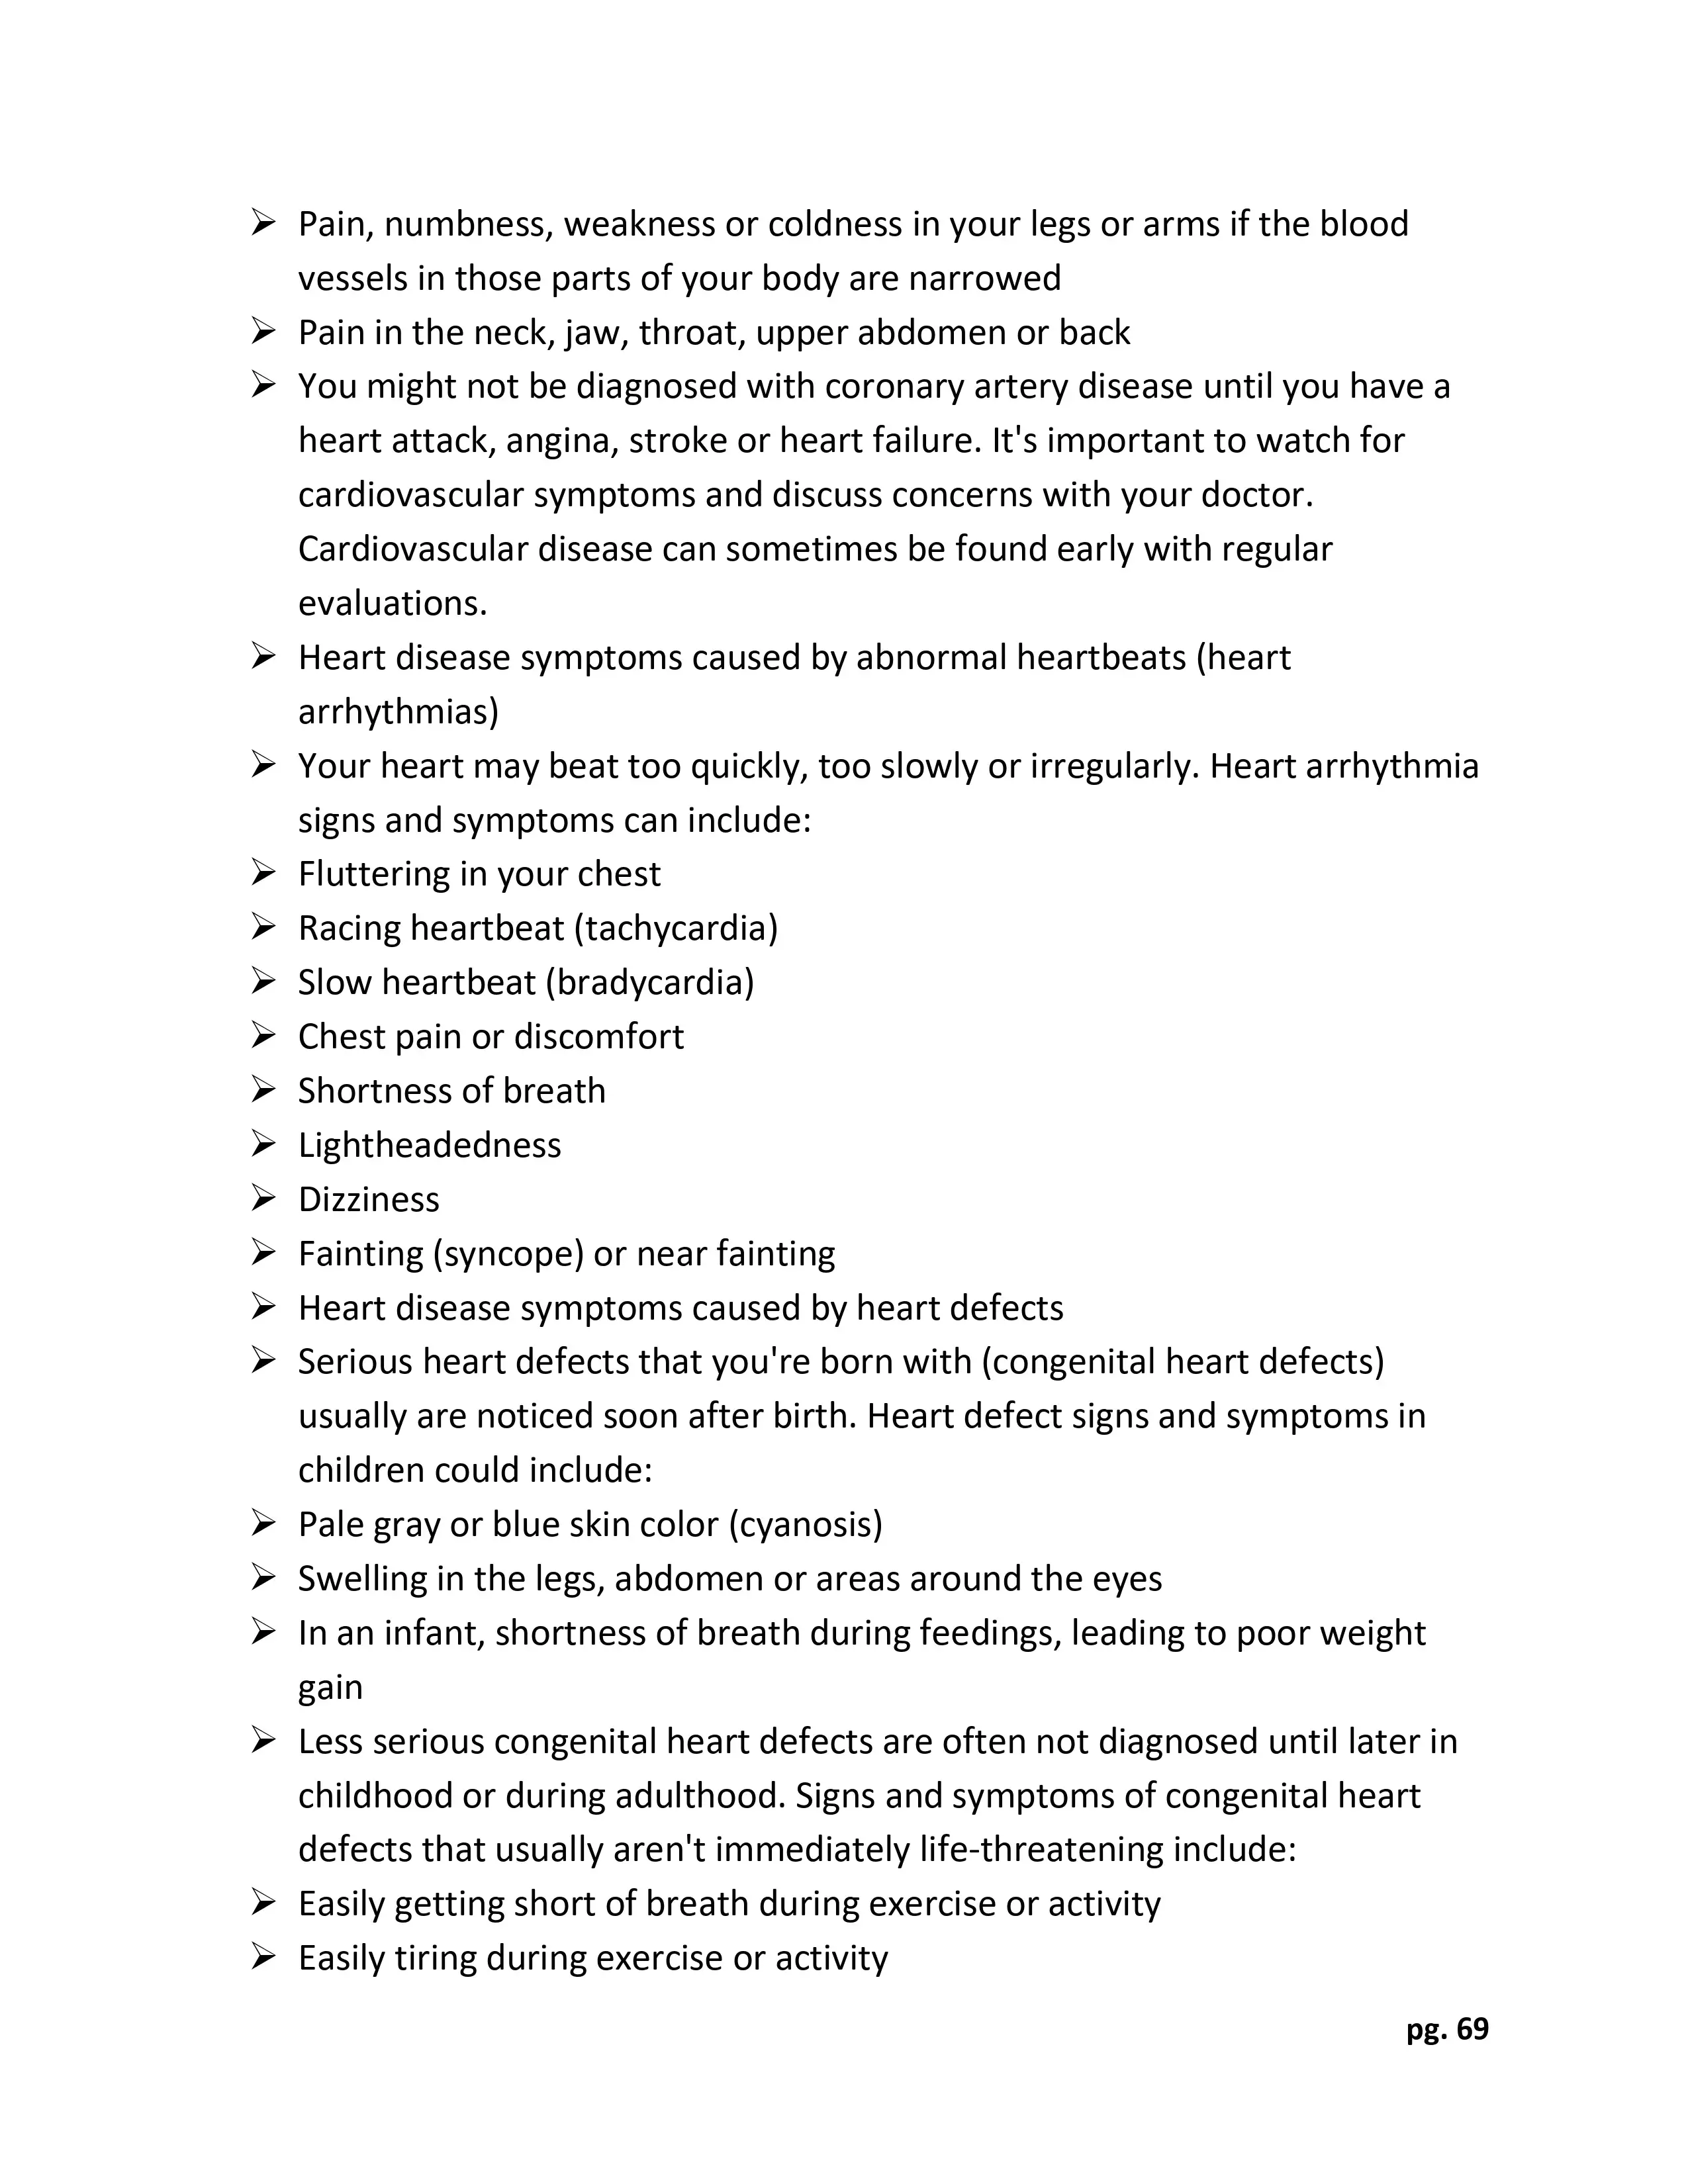 ➢ Pain, numbness, weakness or coldness in your legs or arms if the blood
vessels in those parts of your body are narrowed
➢ Pain in the neck, jaw, throat, upper abdomen or back
➢ You might not be diagnosed with coronary artery disease until you have a
heart attack, angina, stroke or heart failure. It's important to watch for
cardiovascular symptoms and discuss concerns with your doctor.
Cardiovascular disease can sometimes be found early with regular
evaluations.
➢ Heart disease symptoms caused by abnormal heartbeats (heart
arrhythmias)
➢ Your heart may beat too quickly, too slowly or irregularly. Heart arrhythmia
signs and symptoms can include:
➢ Fluttering in your chest
➢ Racing heartbeat (tachycardia)
➢ Slow heartbeat (bradycardia)
➢ Chest pain or discomfort
➢ Shortness of breath
➢ Lightheadedness
➢ Dizziness
➢ Fainting (syncope) or near fainting
➢ Heart disease symptoms caused by heart defects
➢ Serious heart defects that you're born with (congenital heart defects)
usually are noticed soon after birth. Heart defect signs and symptoms in
children could include:
➢ Pale gray or blue skin color (cyanosis)
➢ Swelling in the legs, abdomen or areas around the eyes
➢ In an infant, shortness of breath during feedings, leading to poor weight
gain
➢ Less serious congenital heart defects are often not diagnosed until later in
childhood or during adulthood. Signs and symptoms of congenital heart
defects that usually aren't immediately life-threatening include:
➢ Easily getting short of breath during exercise or activity
➢ Easily tiring during exercise or activity
pg. 69